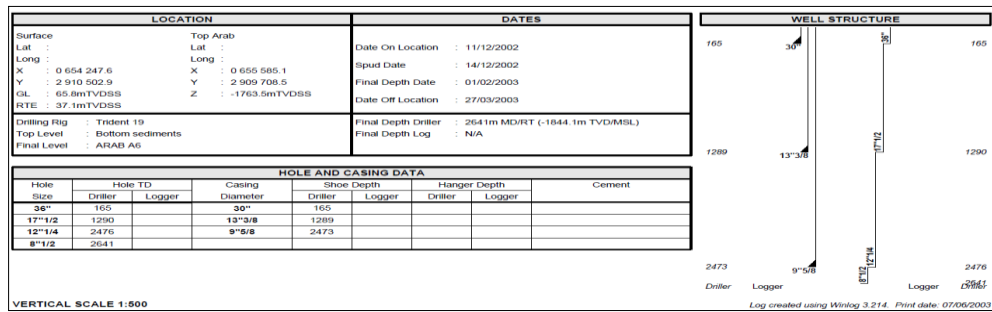 LOCATION
DATES
WELL STRUCTURE
Surface Top Arab
Lat : Lat :
Long : Long :
X : 0 654 247.6 X : 0 655 585.1
Y : 2 910 502.9 Y : 2 909 708.5
GL : 65.8mTVDSS Z : -1763.5mTVDSS
RTE : 37.1mTVDSS
Date On Location : 11/12/2002
Spud Date : 14/12/2002
Final Depth Date : 01/02/2003
Date Off Location : 27/03/2003
Drilling Rig : Trident 19
Top Level : Bottom sediments
Final Level : ARAB A6
Final Depth Driller : 2641m MD/RT (-1844.1m TVD/MSL)
Final Depth Log : N/A
HOLE AND CASING DATA
Hole Hole TD Casing Shoe Depth Hanger Depth Cement
Size Driller Logger Diameter Driller Logger Driller Logger
36" 165 30" 165
17"1/2 1290 13"3/8 1289
12"1/4 2476 9"5/8 2473
8"1/2 2641
165 30" 36" 165
1289 13"3/8 17"1/2 1290
2473 9"5/8 8"1/2 12"1/4 2476
2641
Driller Logger Logger Driller
VERTICAL SCALE 1:500
Log created using Winlog 3.214. Print date: 07/06/2003